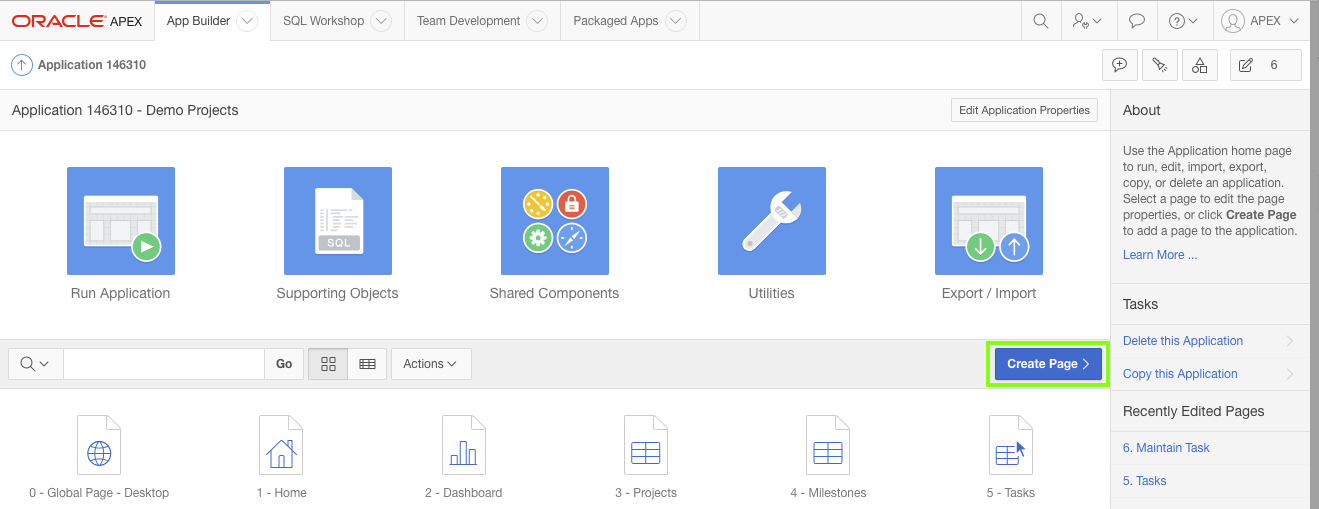 ORACLE APEX
App Builder
SQL Workshop
Team Development
Packaged Apps
APEX
Application 146310
6
Application 146310 - Demo Projects
Edit Application Properties
Run Application
SQL
Supporting Objects
Shared Components
Utilities
Export / Import
Go
Actions
Create Page
0 - Global Page - Desktop
1 - Home
2 - Dashboard
3 - Projects
4 - Milestones
5 - Tasks
About
Use the Application home page
to run, edit, import, export,
copy, or delete an application.
Select a page to edit the page
properties, or click Create Page
to add a page to the application.
Learn More ...
Tasks
Delete this Application
Copy this Application
Recently Edited Pages
6. Maintain Task
5. Tasks